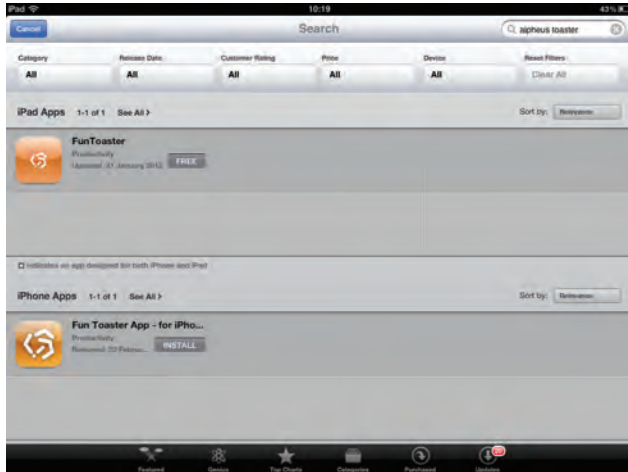 iPad 10:19 43%
Cancel Search alpheus toaster
Category Release Date Customer Rating Price Device Reset Filters
All All All All All Clear All
iPad Apps 1-1 of 1 See All > Sort by: Relevance
FunToaster
Productivity
Updated 31 January 2012 FREE
indicates an app designed for both iPhone and iPad
iPhone Apps 1-1 of 1 See All > Sort by: Relevance
Fun Toaster App - for iPho...
Productivity
Released 22 Februa... INSTALL
Featured Genius Top Charts Categories Purchased Updates